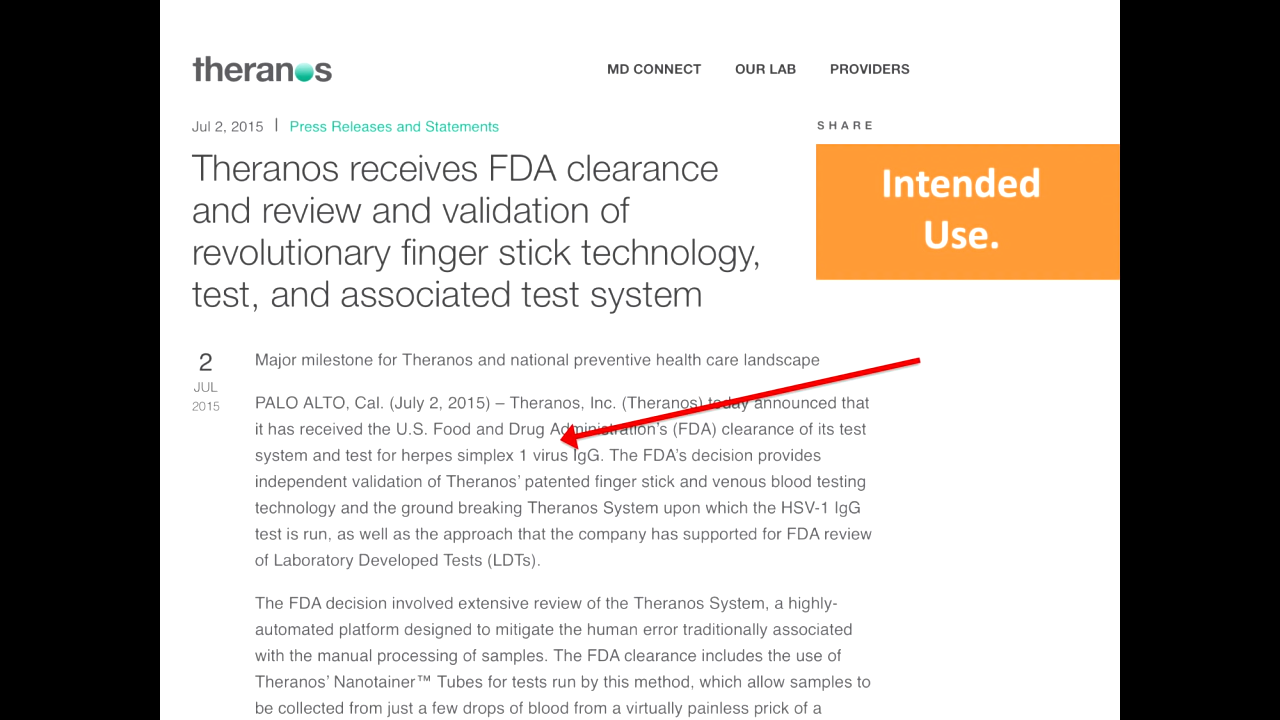 theranos
MD CONNECT OUR LAB PROVIDERS
Jul 2, 2015 | Press Releases and Statements
SHARE
Theranos receives FDA clearance
and review and validation of
revolutionary finger stick technology,
test, and associated test system
Intended
Use.
2
JUL
2015
Major milestone for Theranos and national preventive health care landscape
PALO ALTO, Cal. (July 2, 2015) – Theranos, Inc. (Theranos) today announced that
it has received the U.S. Food and Drug Administration’s (FDA) clearance of its test
system and test for herpes simplex 1 virus IgG. The FDA’s decision provides
independent validation of Theranos’ patented finger stick and venous blood testing
technology and the ground breaking Theranos System upon which the HSV-1 IgG
test is run, as well as the approach that the company has supported for FDA review
of Laboratory Developed Tests (LDTs).
The FDA decision involved extensive review of the Theranos System, a highly-
automated platform designed to mitigate the human error traditionally associated
with the manual processing of samples. The FDA clearance includes the use of
Theranos’ Nanotainer™ Tubes for tests run by this method, which allow samples to
be collected from just a few drops of blood from a virtually painless prick of a